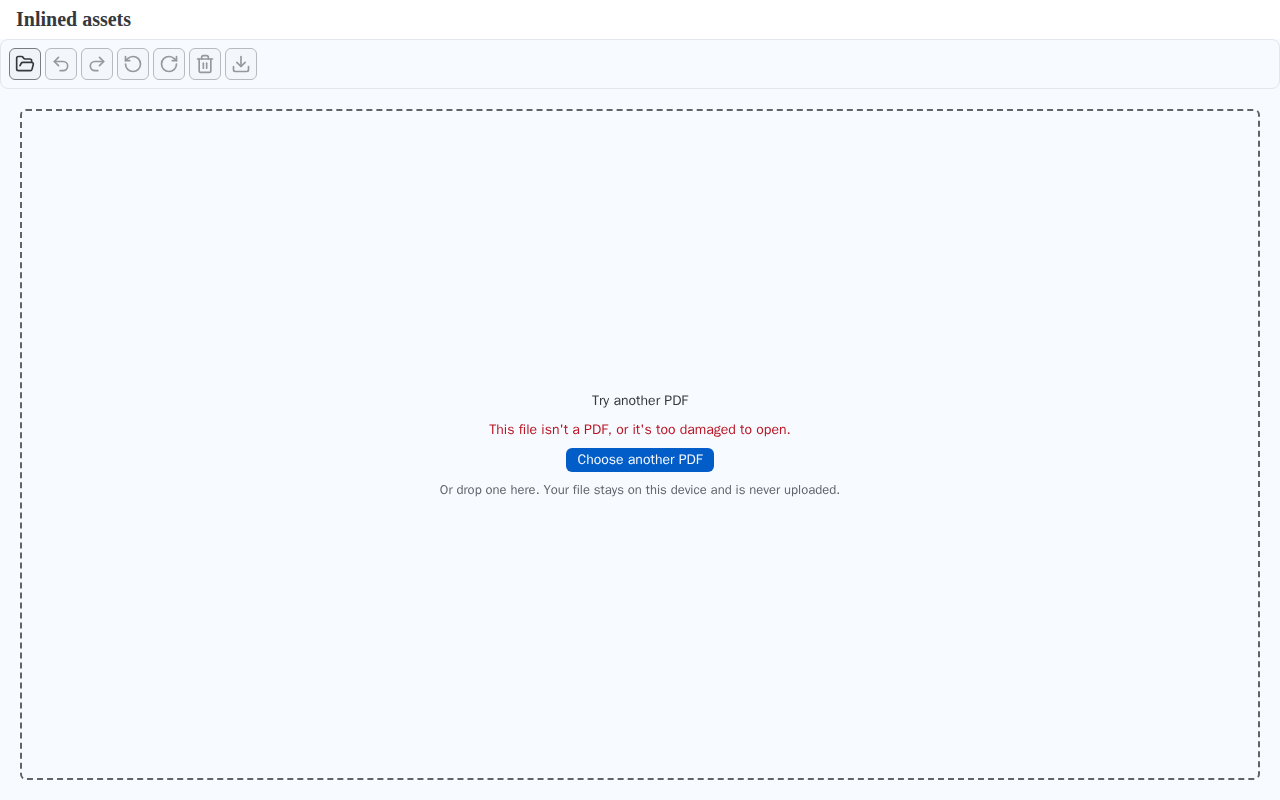 Inlined assets
Try another PDF
This file isn't a PDF, or it's too damaged to open.
Choose another PDF
Or drop one here. Your file stays on this device and is never uploaded.